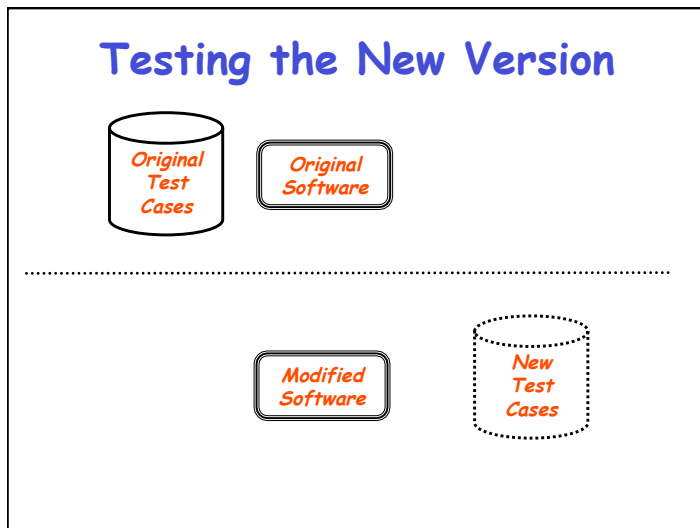 Testing the New Version
Original
Test
Cases
Original
Software
Modified
Software
New
Test
Cases